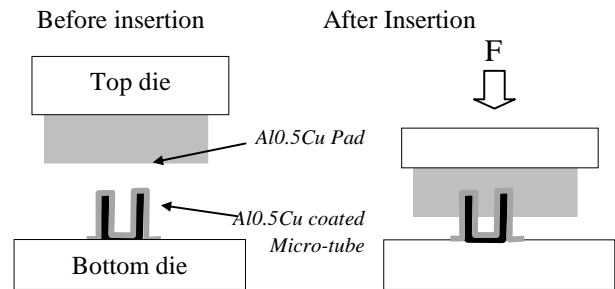 Before insertion
After Insertion
F
Top die
Al0.5Cu Pad
Al0.5Cu coated
Micro-tube
Bottom die